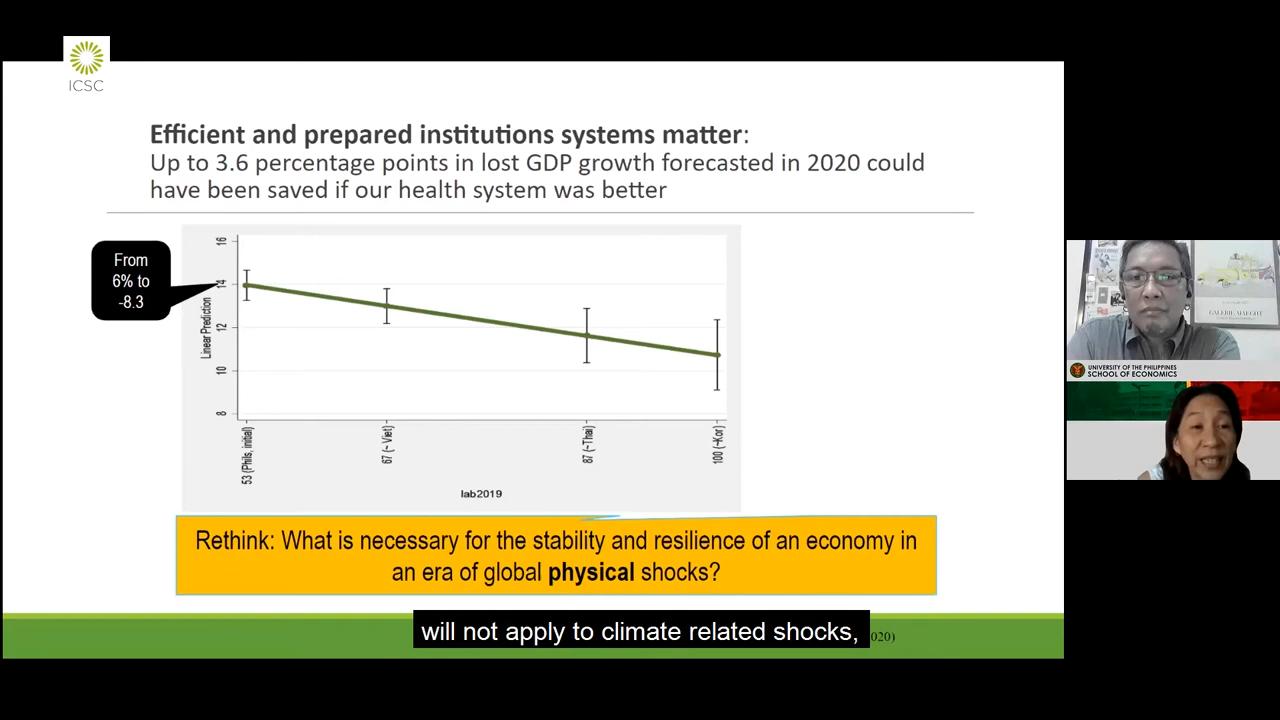 ICSC
Efficient and prepared institutions systems matter:
Up to 3.6 percentage points in lost GDP growth forecasted in 2020 could
have been saved if our health system was better
From
6% to
-8.3
16
14
12
10
8
Linear Prediction
53 (Phils, initial)
67 (~ Viet)
87 (~Thai)
100 (~Kor)
lab2019
Rethink: What is necessary for the stability and resilience of an economy in
an era of global physical shocks?
will not apply to climate related shocks,
020)
UNIVERSITY OF THE PHILIPPINES
SCHOOL OF ECONOMICS